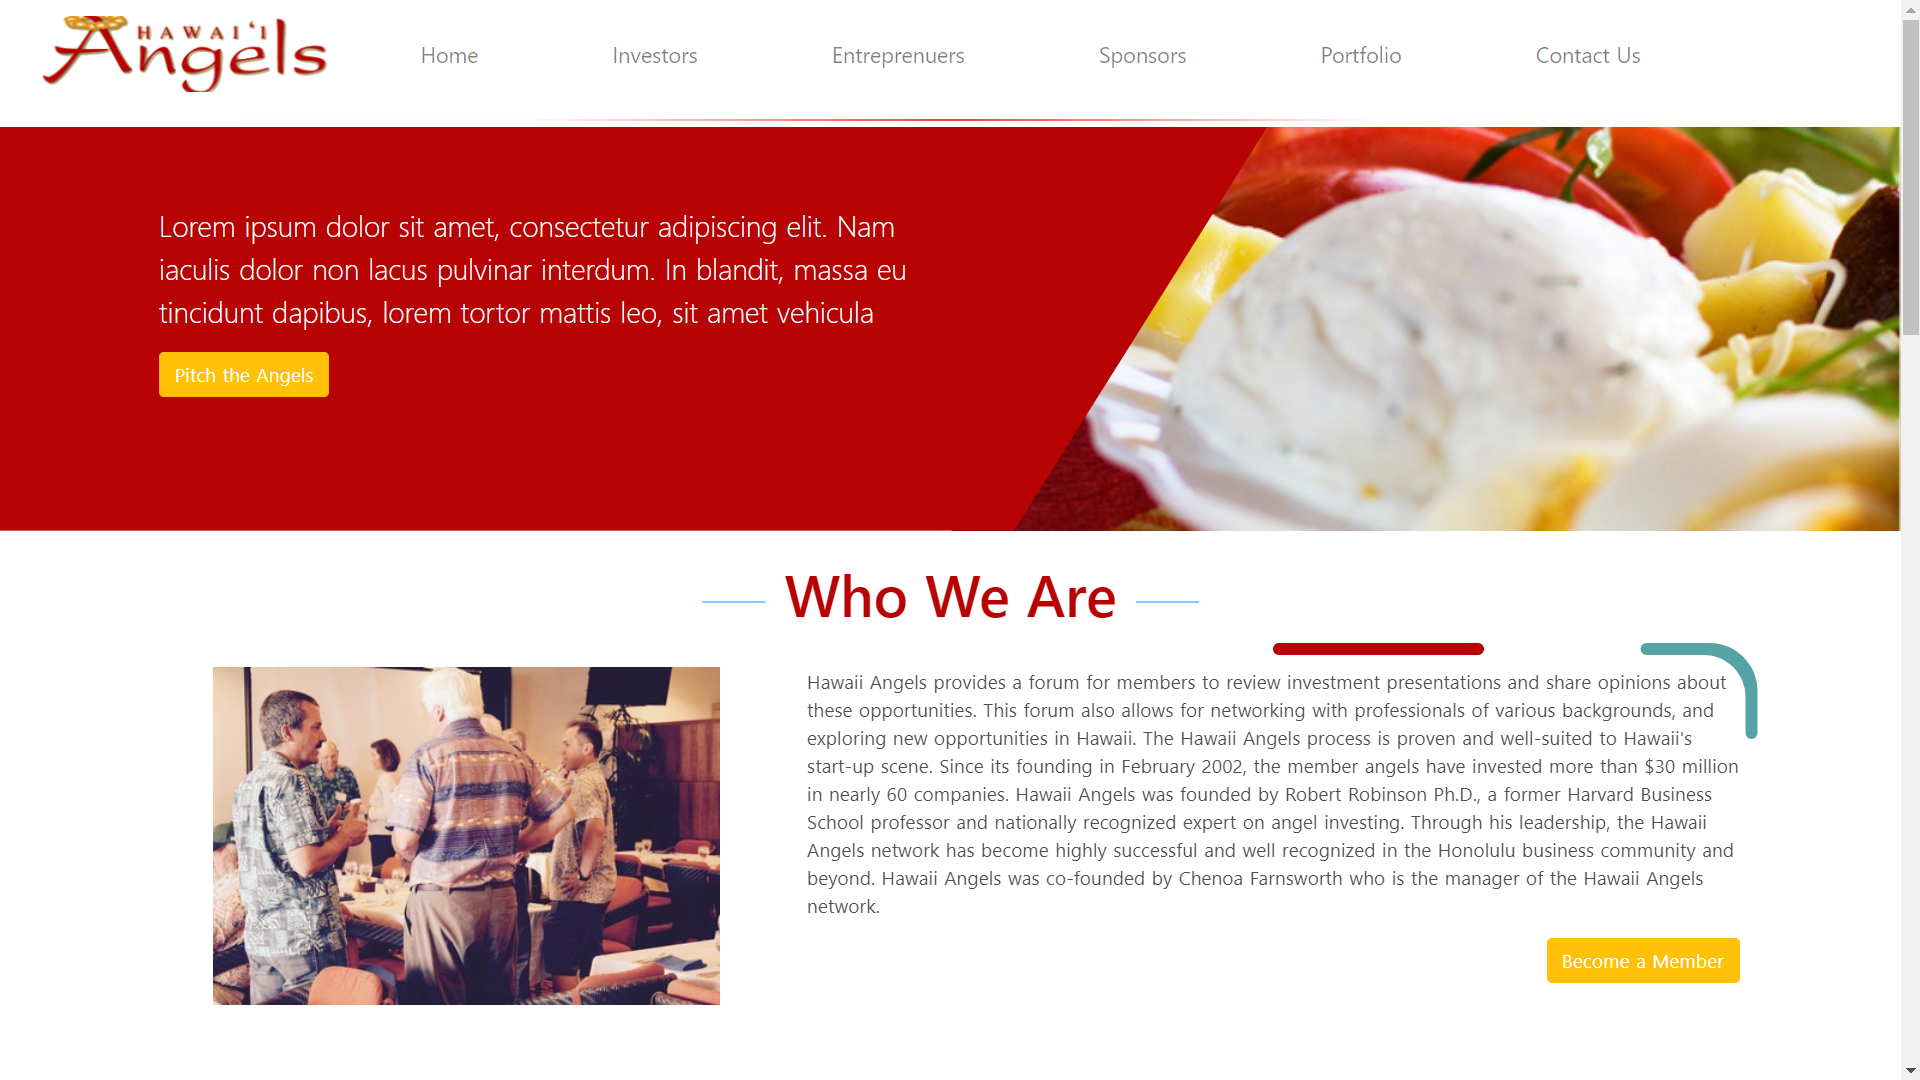 HAWAI'I
Angels
Home Investors Entreprenuers Sponsors Portfolio Contact Us
Lorem ipsum dolor sit amet, consectetur adipiscing elit. Nam
iaculis dolor non lacus pulvinar interdum. In blandit, massa eu
tincidunt dapibus, lorem tortor mattis leo, sit amet vehicula
Pitch the Angels
Who We Are
Hawaii Angels provides a forum for members to review investment presentations and share opinions about
these opportunities. This forum also allows for networking with professionals of various backgrounds, and
exploring new opportunities in Hawaii. The Hawaii Angels process is proven and well-suited to Hawaii's
start-up scene. Since its founding in February 2002, the member angels have invested more than $30 million
in nearly 60 companies. Hawaii Angels was founded by Robert Robinson Ph.D., a former Harvard Business
School professor and nationally recognized expert on angel investing. Through his leadership, the Hawaii
Angels network has become highly successful and well recognized in the Honolulu business community and
beyond. Hawaii Angels was co-founded by Chenoa Farnsworth who is the manager of the Hawaii Angels
network.
Become a Member